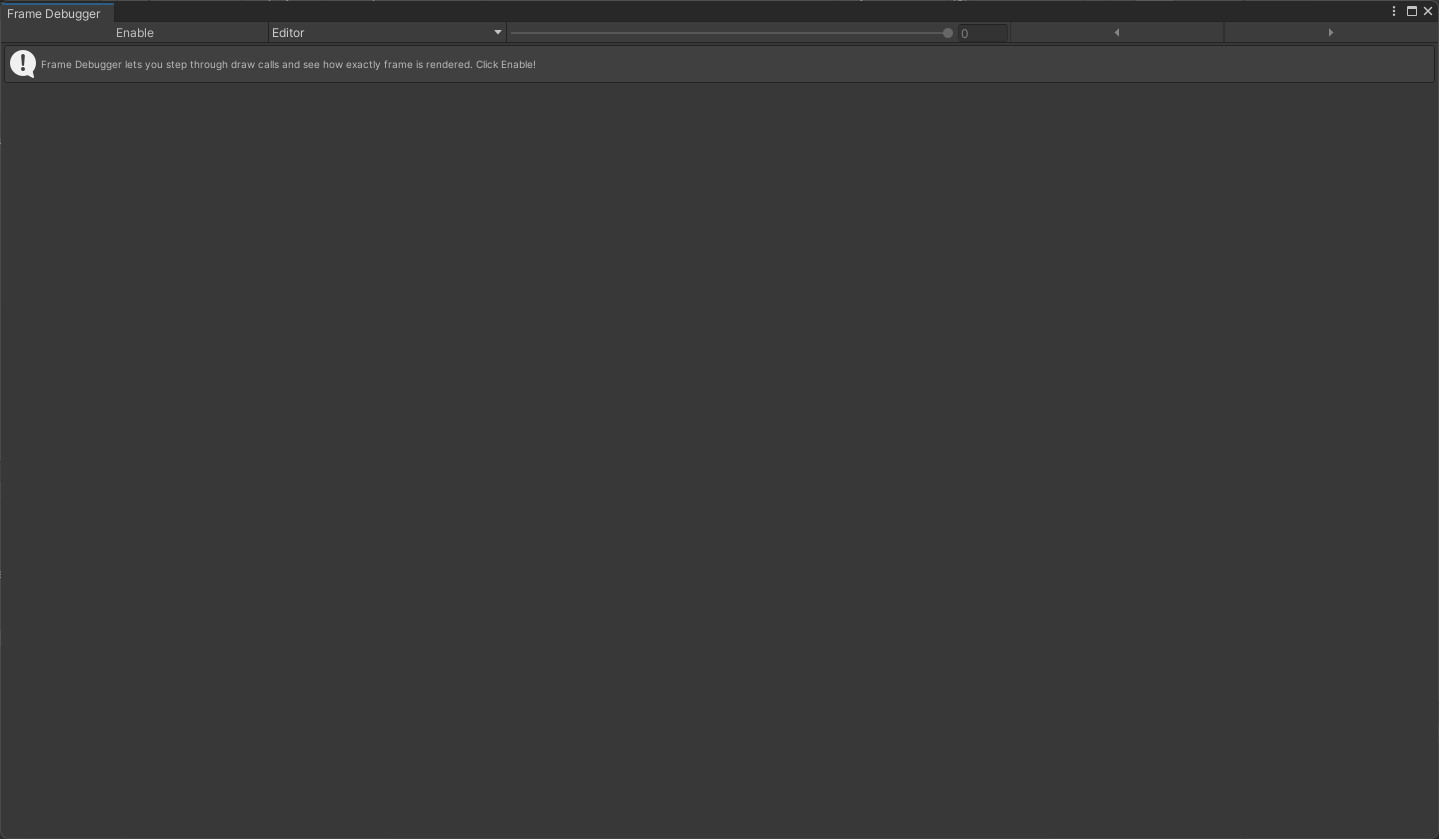 Frame Debugger
Enable
Editor
0
Frame Debugger lets you step through draw calls and see how exactly frame is rendered. Click Enable!